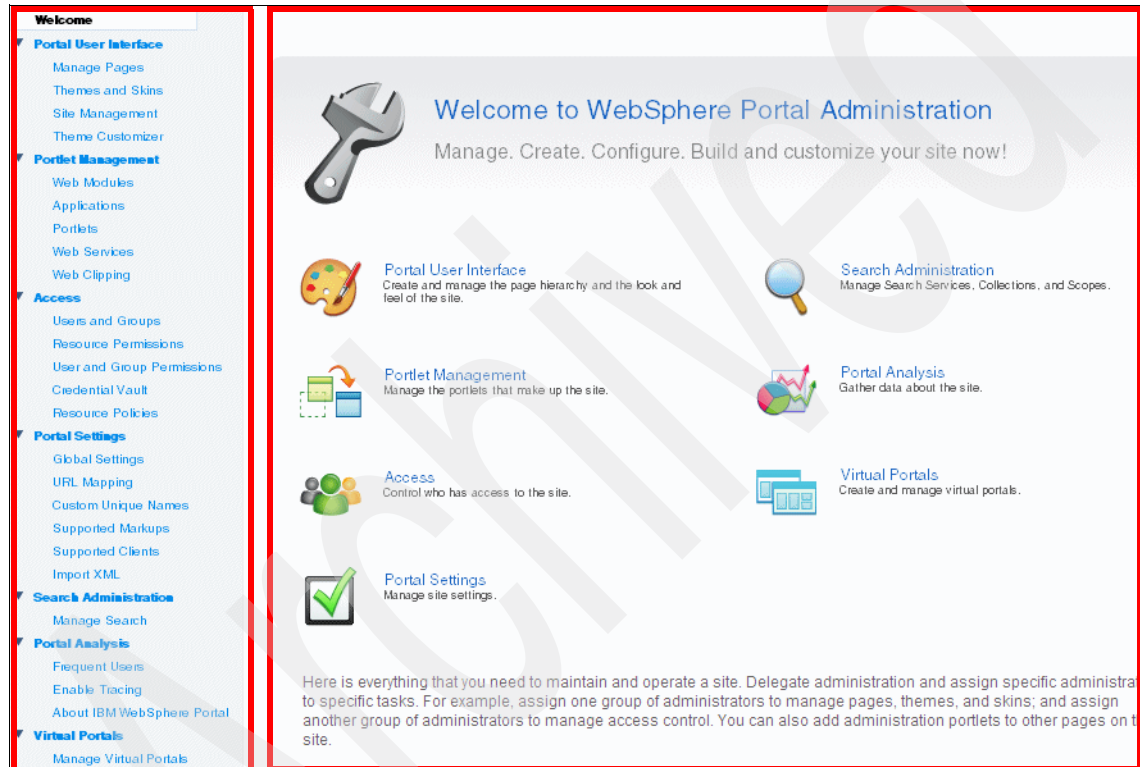 Welcome
Portal User Interface
Manage Pages
Themes and Skins
Site Management
Theme Customizer
Portlet Management
Web Modules
Applications
Portlets
Web Services
Web Clipping
Access
Users and Groups
Resource Permissions
User and Group Permissions
Credential Vault
Resource Policies
Portal Settings
Global Settings
URL Mapping
Custom Unique Names
Supported Markups
Supported Clients
Import XML
Search Administration
Manage Search
Portal Analysis
Frequent Users
Enable Tracing
About IBM WebSphere Portal
Virtual Portals
Manage Virtual Portals
Welcome to WebSphere Portal Administration
Manage. Create. Configure. Build and customize your site now!
Portal User Interface
Create and manage the page hierarchy and the look and
feel of the site.
Search Administration
Manage Search Services, Collections, and Scopes.
Portlet Management
Manage the portlets that make up the site.
Portal Analysis
Gather data about the site.
Access
Control who has access to the site.
Virtual Portals
Create and manage virtual portals.
Portal Settings
Manage site settings.
Here is everything that you need to maintain and operate a site. Delegate administration and assign specific administrat
to specific tasks. For example, assign one group of administrators to manage pages, themes, and skins; and assign
another group of administrators to manage access control. You can also add administration portlets to other pages on t
site.
Archived